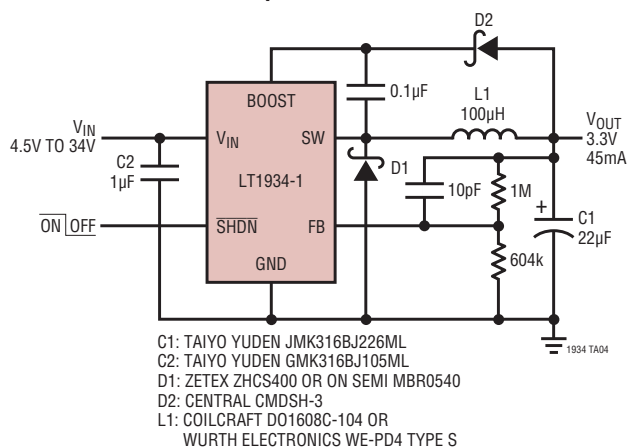 D2
BOOST
0.1µF
L1
100µH
VIN
4.5V TO 34V
VIN
SW
VOUT
3.3V
45mA
C2
1µF
LT1934-1
D1
10pF
1M
+
C1
22µF
ON OFF
SHDN
FB
604k
GND
1934 TA04
C1: TAIYO YUDEN JMK316BJ226ML
C2: TAIYO YUDEN GMK316BJ105ML
D1: ZETEX ZHCS400 OR ON SEMI MBR0540
D2: CENTRAL CMDSH-3
L1: COILCRAFT DO1608C-104 OR
WURTH ELECTRONICS WE-PD4 TYPE S